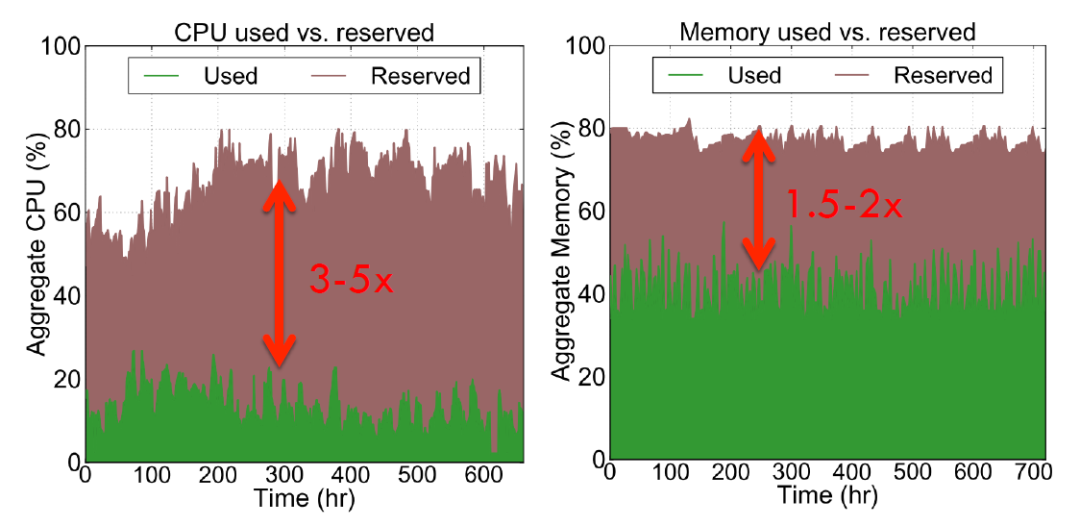 CPU used vs. reserved
Used
Reserved
Aggregate CPU (%)
100
80
60
40
20
0
3-5x
0 100 200 300 400 500 600
Time (hr)
Memory used vs. reserved
Used
Reserved
Aggregate Memory (%)
100
80
60
40
20
0
1.5-2x
0 100 200 300 400 500 600 700
Time (hr)